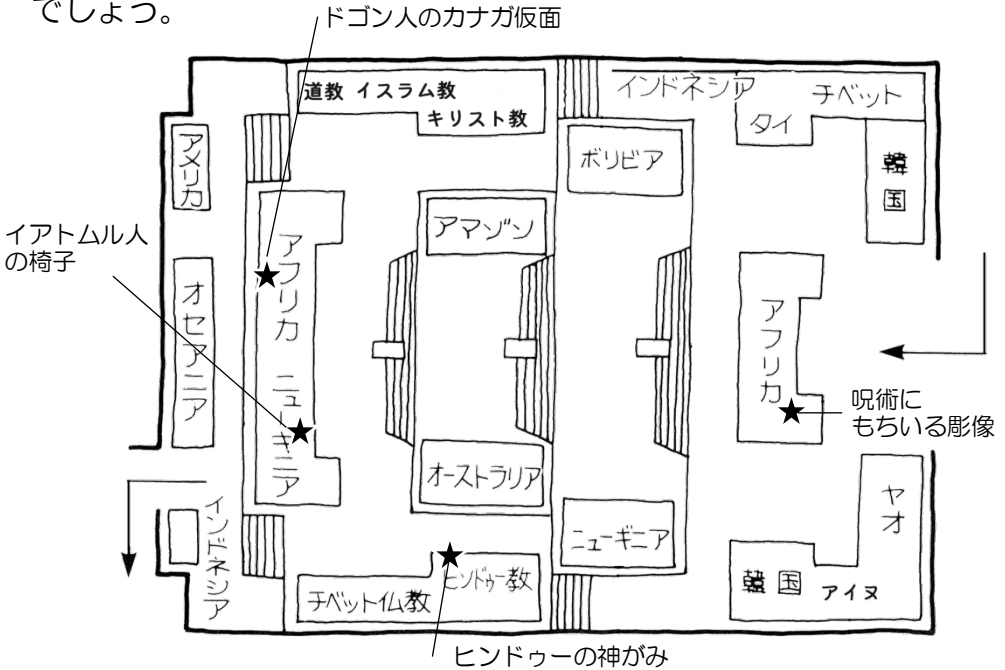 でしょう。
ドゴン人のカナガ仮面
道教 イスラム教
キリスト教
インドネシア
チベット
タイ
韓国
アメリカ
ボリビア
アマゾン
イアトムル人
の椅子
アフリカ
オセアニア
ニューギニア
アフリカ
呪術に
もちいる彫像
オーストラリア
ニューギニア
ヤオ
インドネシア
チベット仏教
ヒンドゥー教
韓国
アイヌ
ヒンドゥーの神がみ